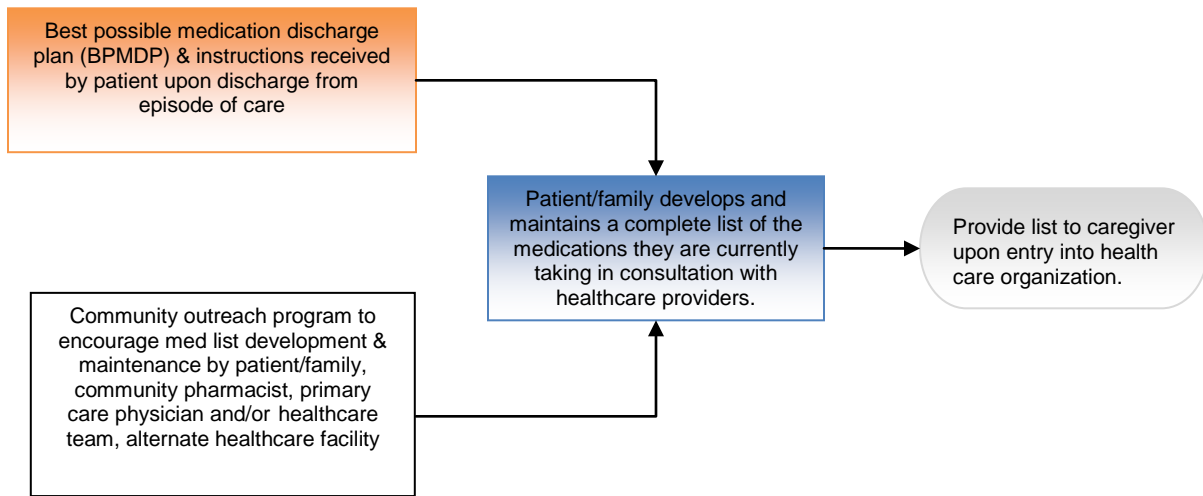 Best possible medication discharge
plan (BPMDP) & instructions received
by patient upon discharge from
episode of care
Patient/family develops and
maintains a complete list of the
medications they are currently
taking in consultation with
healthcare providers.
Provide list to caregiver
upon entry into health
care organization.
Community outreach program to
encourage med list development &
maintenance by patient/family,
community pharmacist, primary
care physician and/or healthcare
team, alternate healthcare facility